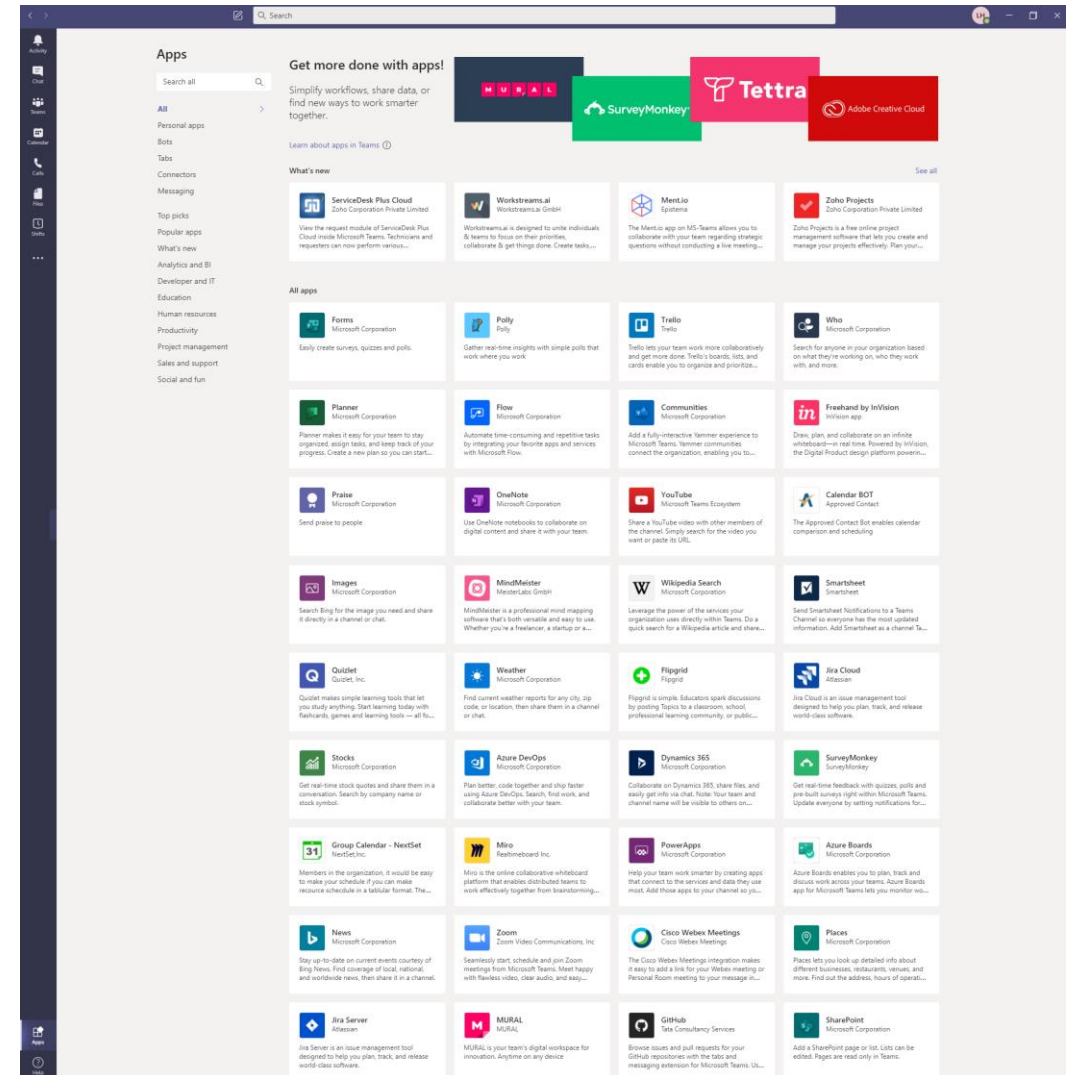 Search
LH
Activity
Chat
Teams
Calendar
Calls
Files
Shifts
Apps
Help
Apps
Search all
All
Personal apps
Bots
Tabs
Connectors
Messaging
Top picks
Popular apps
What's new
Analytics and BI
Developer and IT
Education
Human resources
Productivity
Project management
Sales and support
Social and fun
Get more done with apps!
Simplify workflows, share data, or
find new ways to work smarter
together.
Learn about apps in Teams
MURAL
SurveyMonkey
Tettra
Adobe Creative Cloud
What's new
See all
ServiceDesk Plus Cloud
Zoho Corporation Private Limited
View the request module of ServiceDesk Plus
Cloud inside Microsoft Teams. Technicians and
requesters can now perform various...
Workstreams.ai
Workstreams.ai GmbH
Workstreams.ai is designed to unite individuals
& teams to focus on their priorities,
collaborate & get things done. Create tasks,...
Ment.io
Epistema
The Ment.io app on MS-Teams allows you to
collaborate with your team regarding strategic
questions without conducting a live meeting...
Zoho Projects
Zoho Corporation Private Limited
Zoho Projects is a free online project
management software that lets you create and
manage your projects effectively. Plan your...
All apps
Forms
Microsoft Corporation
Easily create surveys, quizzes and polls.
Polly
Polly
Gather real-time insights with simple polls that
work where you work
Trello
Trello
Trello lets your team work more collaboratively
and get more done. Trello's boards, lists, and
cards enable you to organize and prioritize...
Who
Microsoft Corporation
Search for anyone in your organization based
on what they're working on, who they work
with, and more.
Planner
Microsoft Corporation
Planner makes it easy for your team to stay
organized, assign tasks, and keep track of your
progress. Create a new plan so you can start...
Flow
Microsoft Corporation
Automate time-consuming and repetitive tasks
by integrating your favorite apps and services
with Microsoft Flow.
Communities
Microsoft Corporation
Add a fully-interactive Yammer experience to
Microsoft Teams. Yammer communities
connect the organization, enabling you to...
in
Freehand by InVision
InVision app
Draw, plan, and collaborate on an infinite
whiteboard—in real time. Powered by InVision,
the Digital Product design platform powerin...
Praise
Microsoft Corporation
Send praise to people
OneNote
Microsoft Corporation
Use OneNote notebooks to collaborate on
digital content and share it with your team.
YouTube
Microsoft Teams Ecosystem
Share a YouTube video with other members of
the channel. Simply search for the video you
want or paste its URL.
Calendar BOT
Approved Contact
The Approved Contact Bot enables calendar
comparison and scheduling
Images
Microsoft Corporation
Search Bing for the image you need and share
it directly in a channel or chat.
MindMeister
MeisterLabs GmbH
MindMeister is a professional mind mapping
software that's both versatile and easy to use.
Whether you're a freelancer, a startup or a...
W
Wikipedia Search
Microsoft Corporation
Leverage the power of the services your
organization uses directly within Teams. Do a
quick search for a Wikipedia article and share...
Smartsheet
Smartsheet
Send Smartsheet Notifications to a Teams
Channel so everyone has the most updated
information. Add Smartsheet as a channel Ta...
Q
Quizlet
Quizlet, Inc.
Quizlet makes simple learning tools that let
you study anything. Start learning today with
flashcards, games and learning tools — all fo...
Weather
Microsoft Corporation
Find current weather reports for any city, zip
code, or location, then share them in a channel
or chat.
Flipgrid
Flipgrid
Flipgrid is simple. Educators spark discussions
by posting Topics to a classroom, school,
professional learning community, or public...
Jira Cloud
Atlassian
Jira Cloud is an issue management tool
designed to help you plan, track, and release
world-class software.
Stocks
Microsoft Corporation
Get real-time stock quotes and share them in a
conversation. Search by company name or
stock symbol.
Azure DevOps
Microsoft Corporation
Plan better, code together and ship faster
using Azure DevOps. Search, find work, and
collaborate better with your team.
Dynamics 365
Microsoft Corporation
Collaborate on Dynamics 365, share files, and
easily get info via chat. Note: Your team and
channel name will be visible to others on...
SurveyMonkey
SurveyMonkey
Get real-time feedback with quizzes, polls and
pre-built surveys right within Microsoft Teams.
Update everyone by setting notifications for...
31
Group Calendar - NextSet
NextSet,Inc.
Members in the organization, it would be easy
to make your schedule if you can make
resource schecdule in a tablular format. The...
Miro
Realtimeboard Inc.
Miro is the online collaborative whiteboard
platform that enables distributed teams to
work effectively together from brainstorming...
PowerApps
Microsoft Corporation
Help your team work smarter by creating apps
that connect to the services and data they use
most. Add those apps to your channel so yo...
Azure Boards
Microsoft Corporation
Azure Boards enables you to plan, track and
discuss work across your teams. Azure Boards
app for Microsoft Teams lets you monitor wo...
News
Microsoft Corporation
Stay up-to-date on current events courtesy of
Bing News. Find coverage of local, national,
and worldwide news, then share it in a channel.
Zoom
Zoom Video Communications, Inc
Seamlessly start, schedule and join Zoom
meetings from Microsoft Teams. Meet happy
with flawless video, clear audio, and easy...
Cisco Webex Meetings
Cisco Webex Meetings
The Cisco Webex Meetings integration makes
it easy to add a link for your Webex meeting or
Personal Room meeting to your message in...
Places
Microsoft Corporation
Places lets you look up detailed info about
different businesses, restaurants, venues, and
more. Find out the address, hours of operati...
Jira Server
Atlassian
Jira Server is an issue management tool
designed to help you plan, track, and release
world-class software.
M
MURAL
MURAL
MURAL is your team's digital workspace for
innovation. Anytime on any device
GitHub
Tata Consultancy Services
Browse issues and pull requests for your
GitHub repositories with the tabs and
messaging extension for Microsoft Teams. Us...
SharePoint
Microsoft Corporation
Add a SharePoint page or list. Lists can be
edited. Pages are read only in Teams.